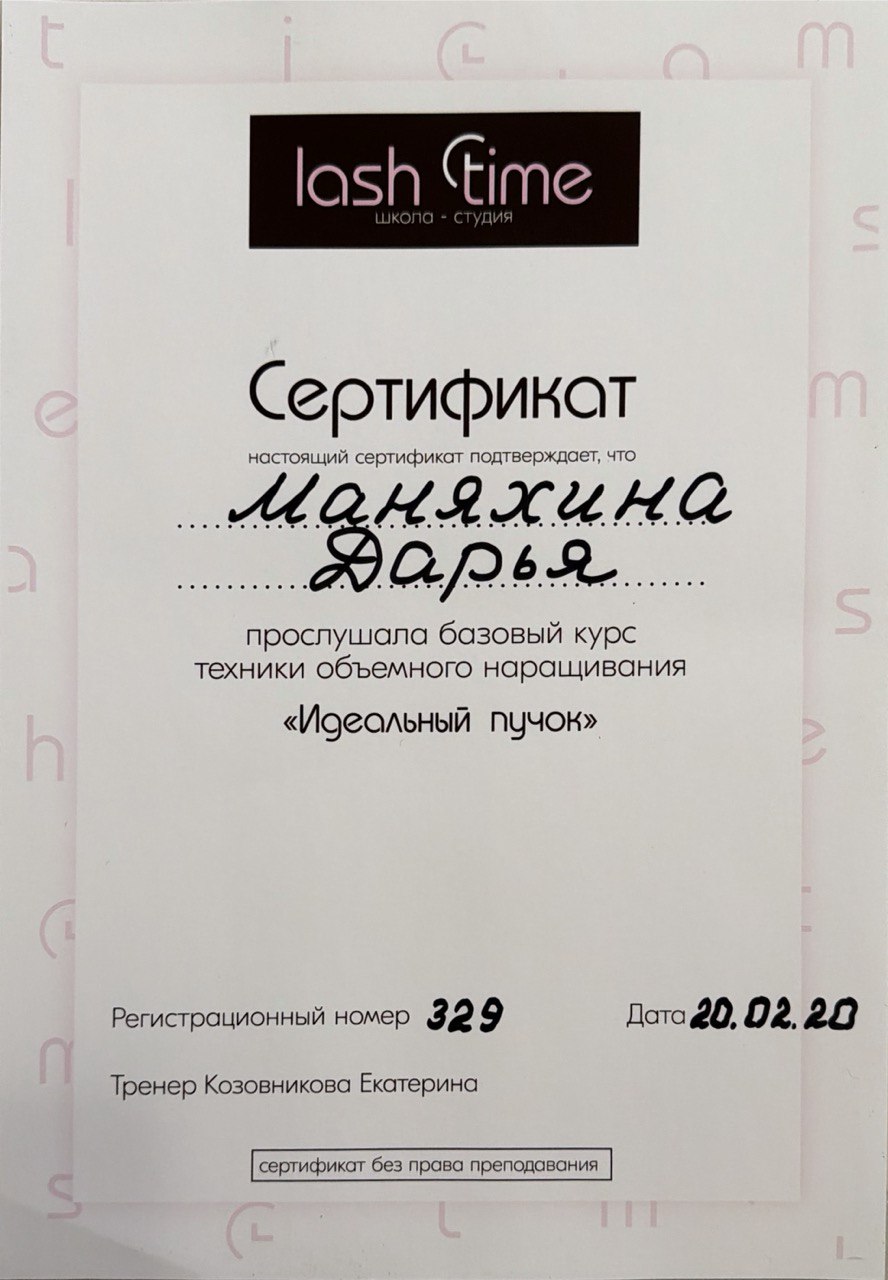 lash time
школа - студия
Сертификат
настоящий сертификат подтверждает, что
Маняхина
Дарья
прослушала базовый курс
техники объемного наращивания
«Идеальный пучок»
Регистрационный номер 329 Дата 20.02.20
Тренер Козовникова Екатерина
сертификат без права преподавания